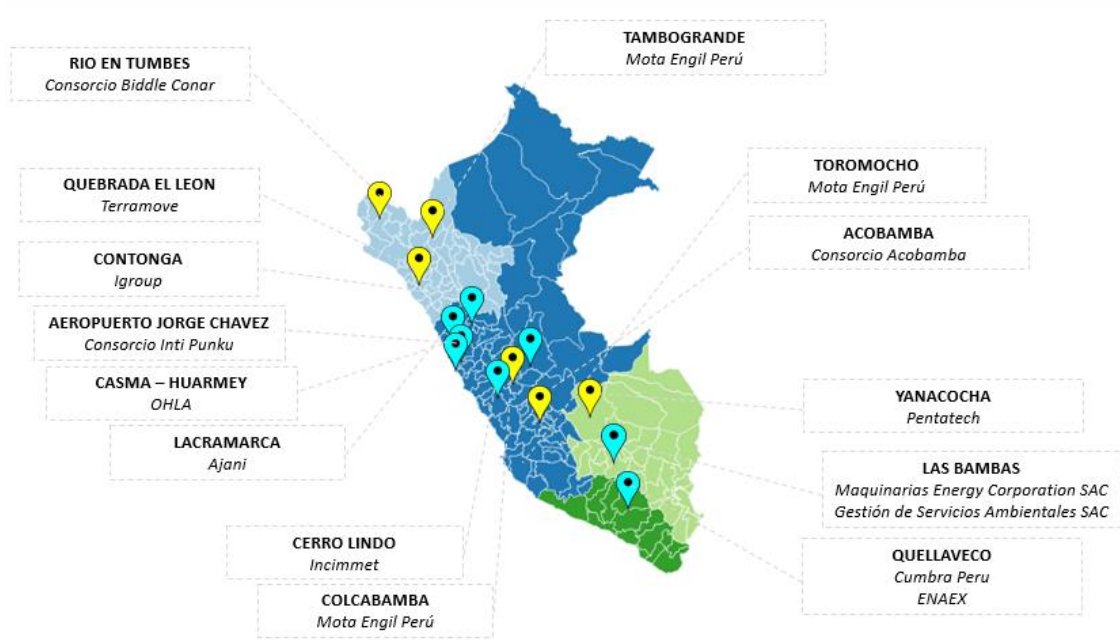 RIO EN TUMBES
Consorcio Biddle Conar
TAMBOGRANDE
Mota Engil Perú
QUEBRADA EL LEON
Terramove
TOROMOCHO
Mota Engil Perú
CONTONGA
Igroup
ACOBAMBA
Consorcio Acobamba
AEROPUERTO JORGE CHAVEZ
Consorcio Inti Punku
CASMA – HUARMEY
OHLA
LACRAMARCA
Ajani
YANACOCHA
Pentatech
LAS BAMBAS
Maquinarias Energy Corporation SAC
Gestión de Servicios Ambientales SAC
CERRO LINDO
Incimmet
QUELLAVECO
Cumbra Peru
ENAEX
COLCABAMBA
Mota Engil Perú